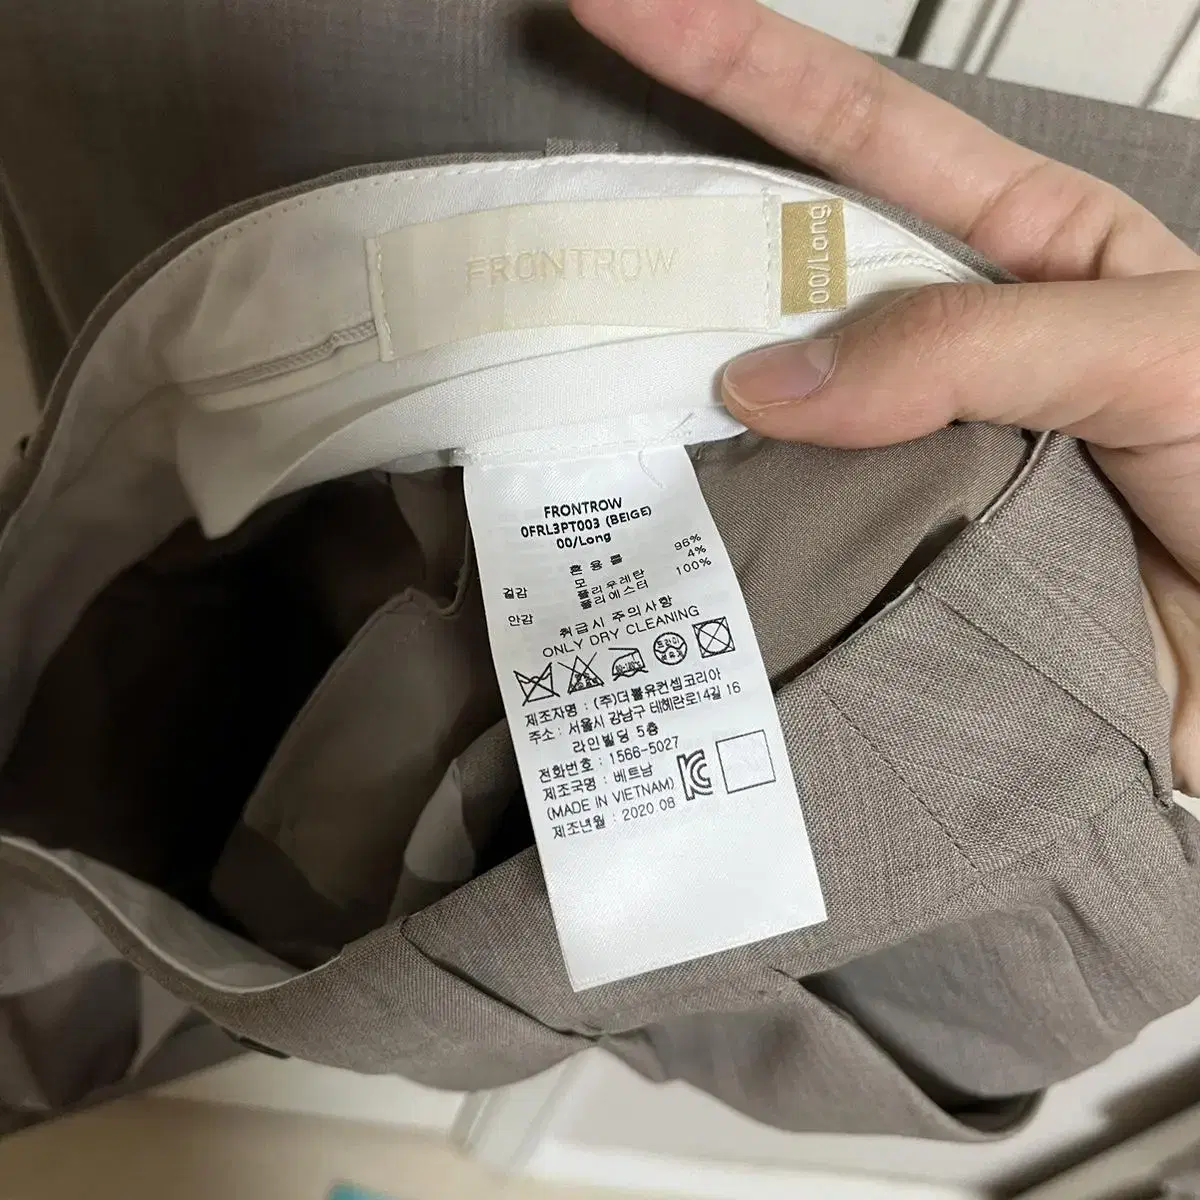 FRONTROW
00/Long
FRONTROW
0FRL3PT003 (BEIGE)
00/Long
혼 용 률
겉감 모 96%
폴리우레탄 4%
안감 폴리에스터 100%
취급시 주의사항
ONLY DRY CLEANING
제조자명 : (주)더블유컨셉코리아
주소 : 서울시 강남구 테헤란로14길 16
라인빌딩 5층
전화번호 : 1566-5027
제조국명 : 베트남
(MADE IN VIETNAM)
제조년월 : 2020.08